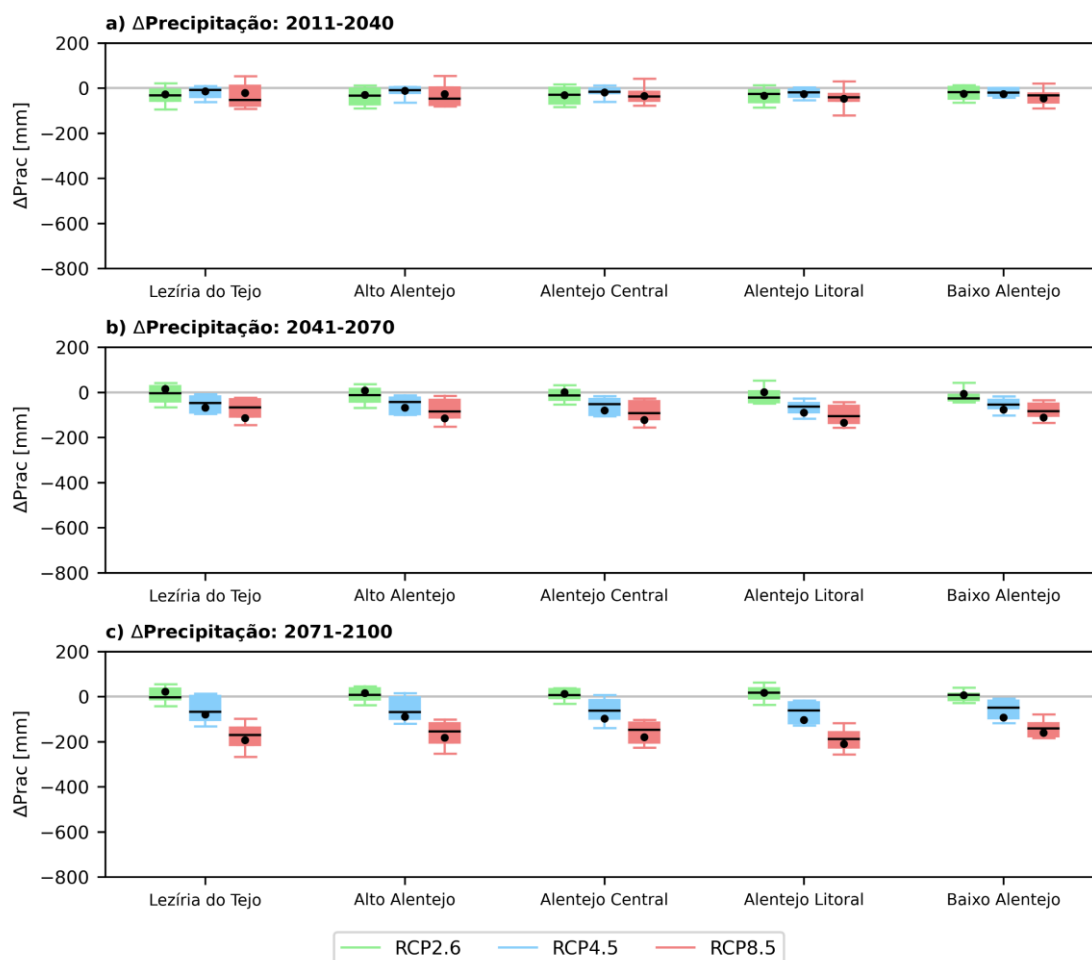 a) ΔPrecipitação: 2011-2040
200
0
−200
−400
−600
−800
ΔPrac [mm]
Lezíria do Tejo Alto Alentejo Alentejo Central Alentejo Litoral Baixo Alentejo
b) ΔPrecipitação: 2041-2070
200
0
−200
−400
−600
−800
ΔPrac [mm]
Lezíria do Tejo Alto Alentejo Alentejo Central Alentejo Litoral Baixo Alentejo
c) ΔPrecipitação: 2071-2100
200
0
−200
−400
−600
−800
ΔPrac [mm]
Lezíria do Tejo Alto Alentejo Alentejo Central Alentejo Litoral Baixo Alentejo
RCP2.6 RCP4.5 RCP8.5